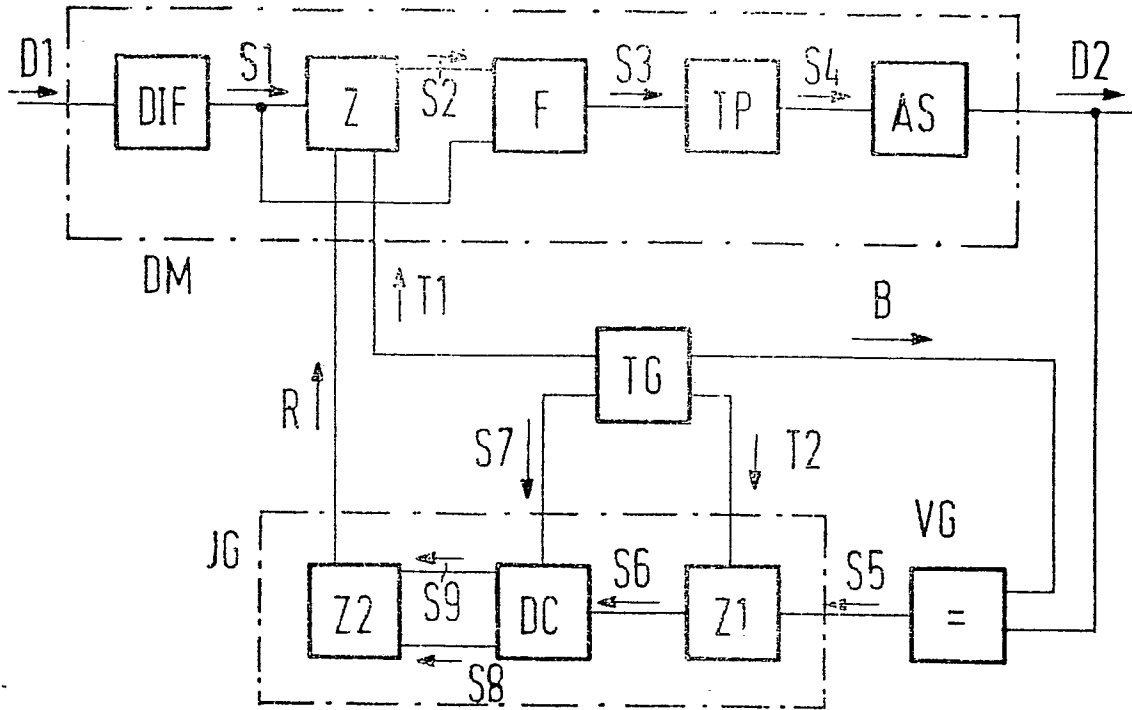 D1
S1
S2
S3
S4
D2
DIF
Z
F
TP
AS
DM
T1
B
R
TG
S7
T2
VG
JG
S9
S6
S5
Z2
DC
Z1
=
S8